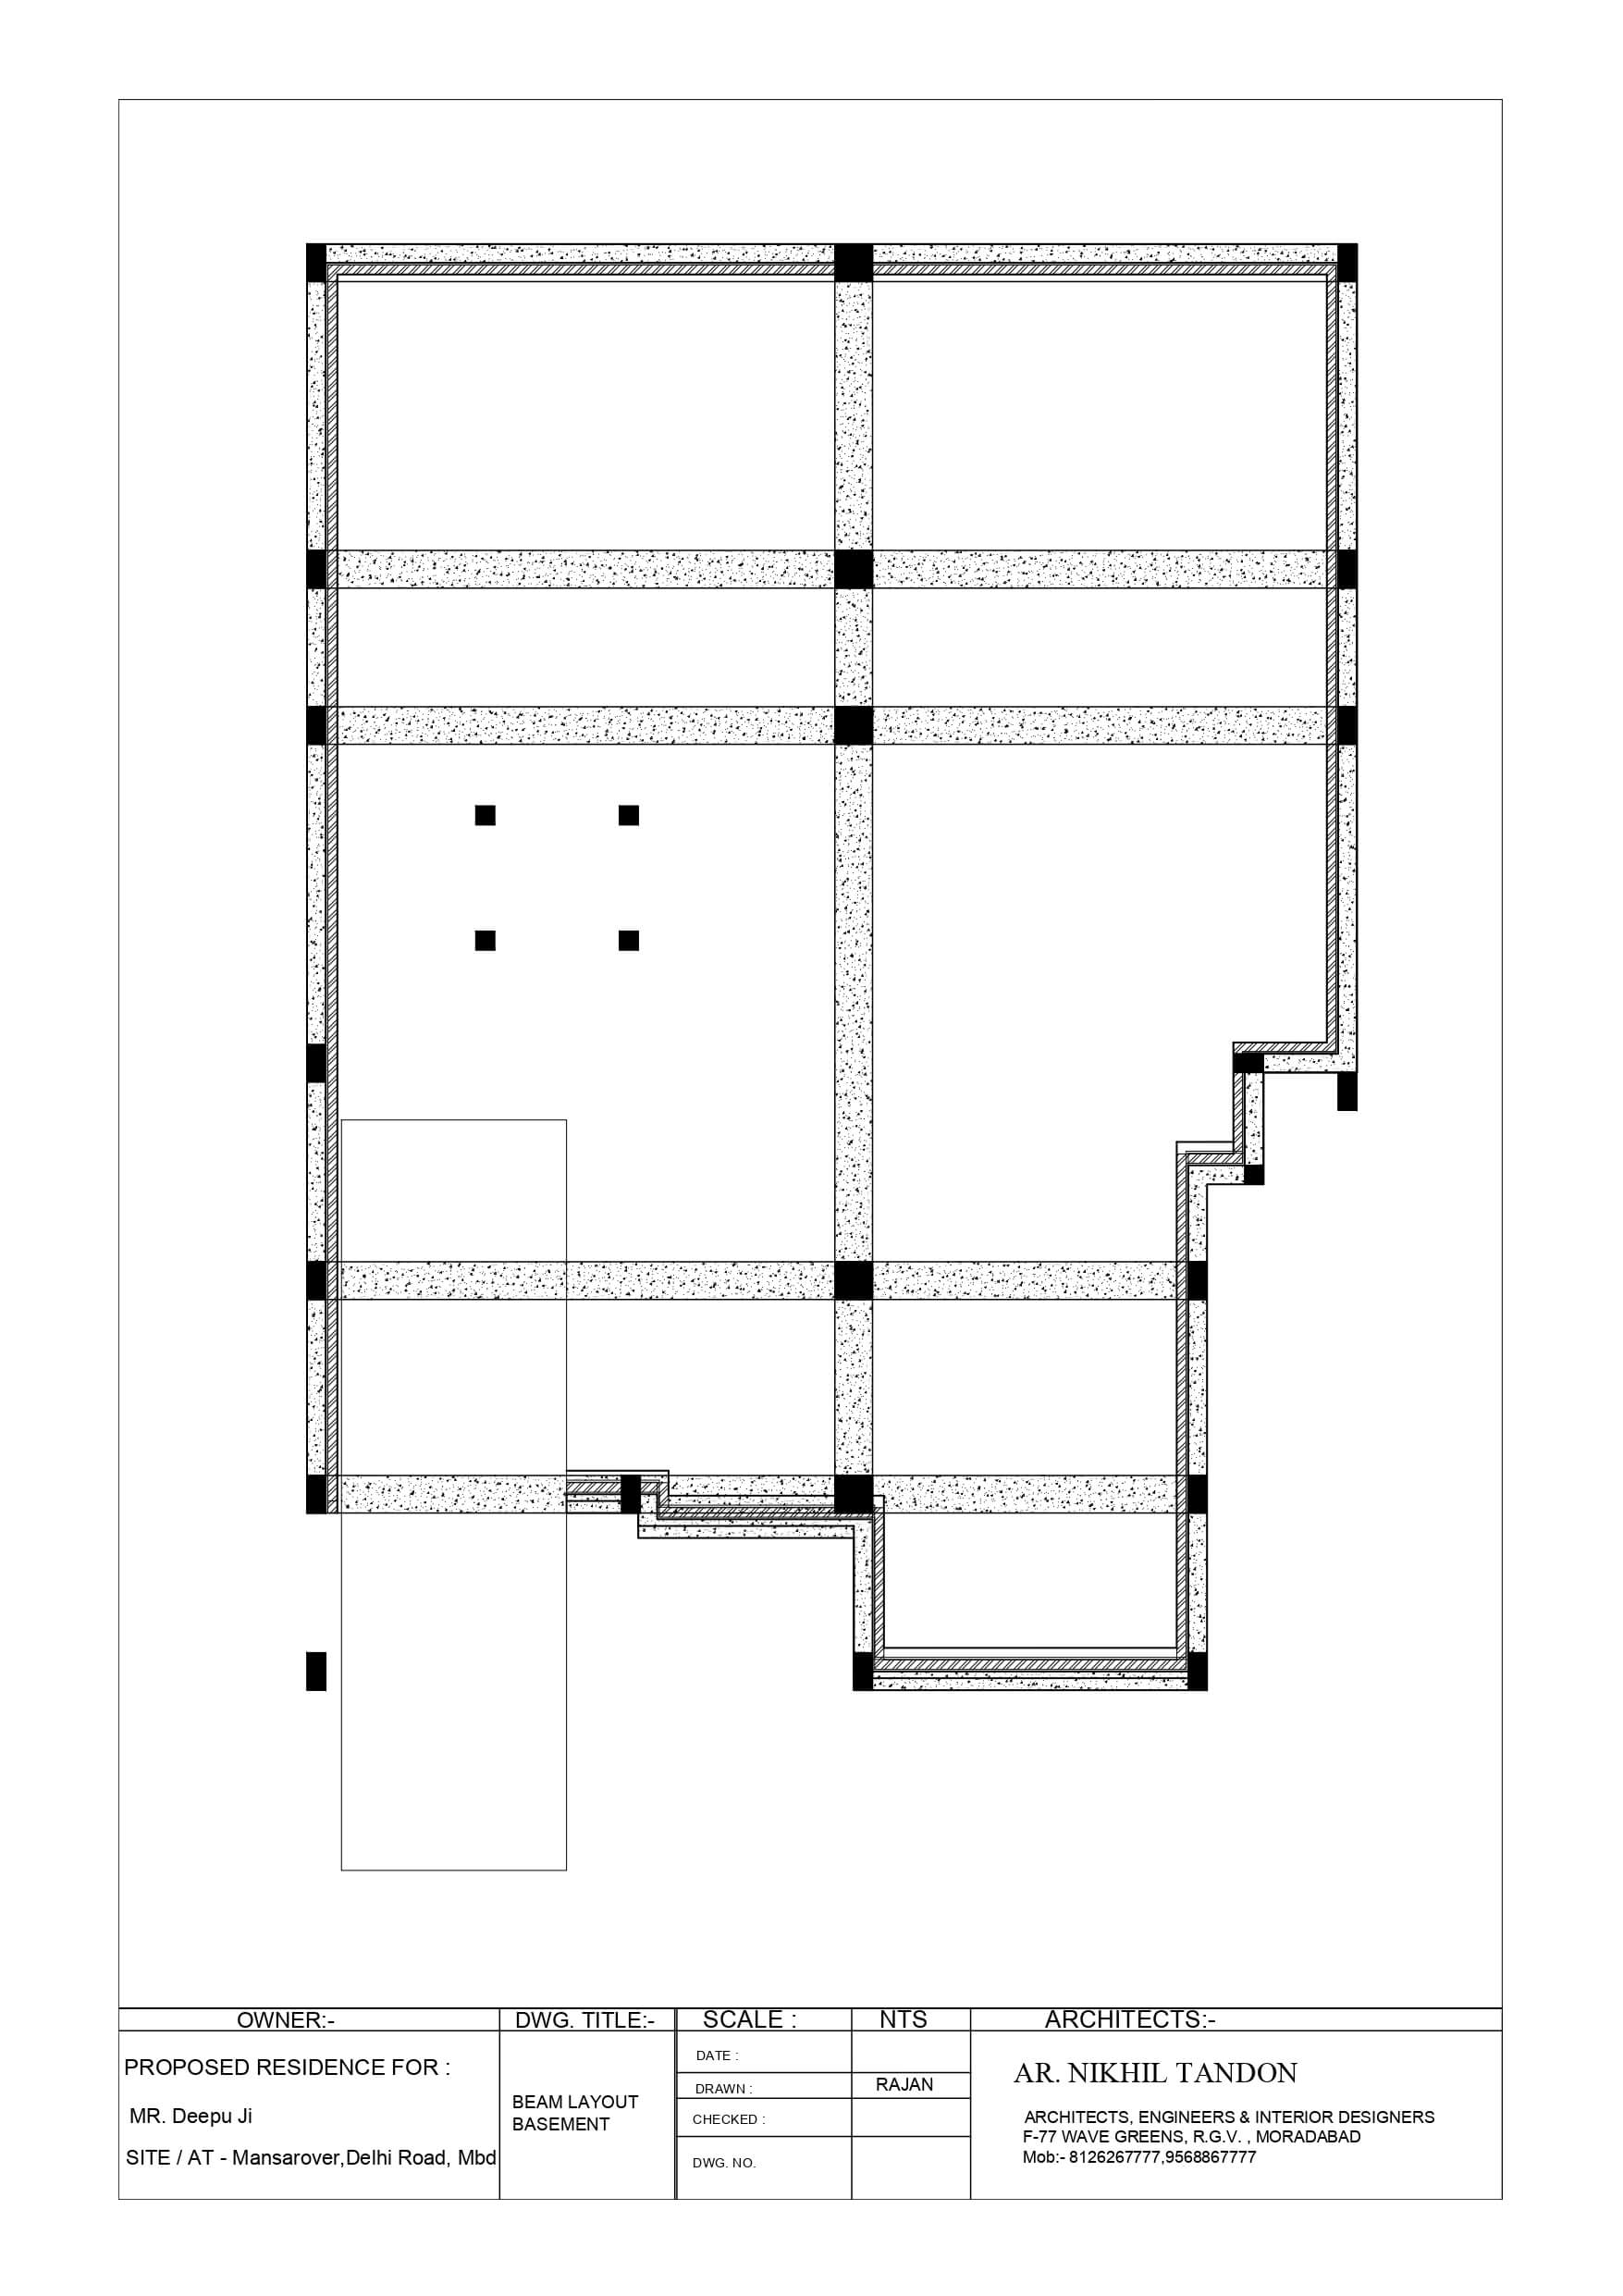 OWNER:-
PROPOSED RESIDENCE FOR :
MR. Deepu Ji
SITE / AT - Mansarover,Delhi Road, Mbd
DWG. TITLE:-
BEAM LAYOUT
BASEMENT
SCALE : NTS
DATE :
DRAWN : RAJAN
CHECKED :
DWG. NO.
ARCHITECTS:-
AR. NIKHIL TANDON
ARCHITECTS, ENGINEERS & INTERIOR DESIGNERS
F-77 WAVE GREENS, R.G.V. , MORADABAD
Mob:- 8126267777,9568867777